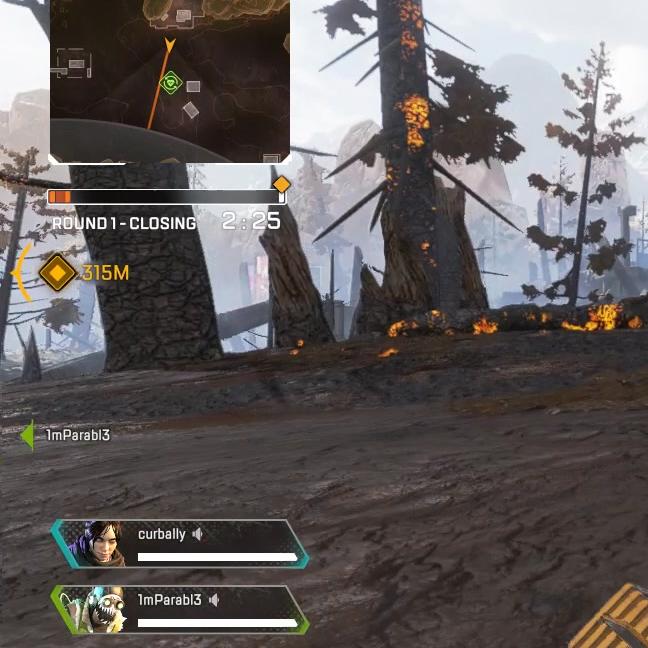 ROUND 1 - CLOSING 2:25
315M
1mParabl3
curbally
1mParabl3